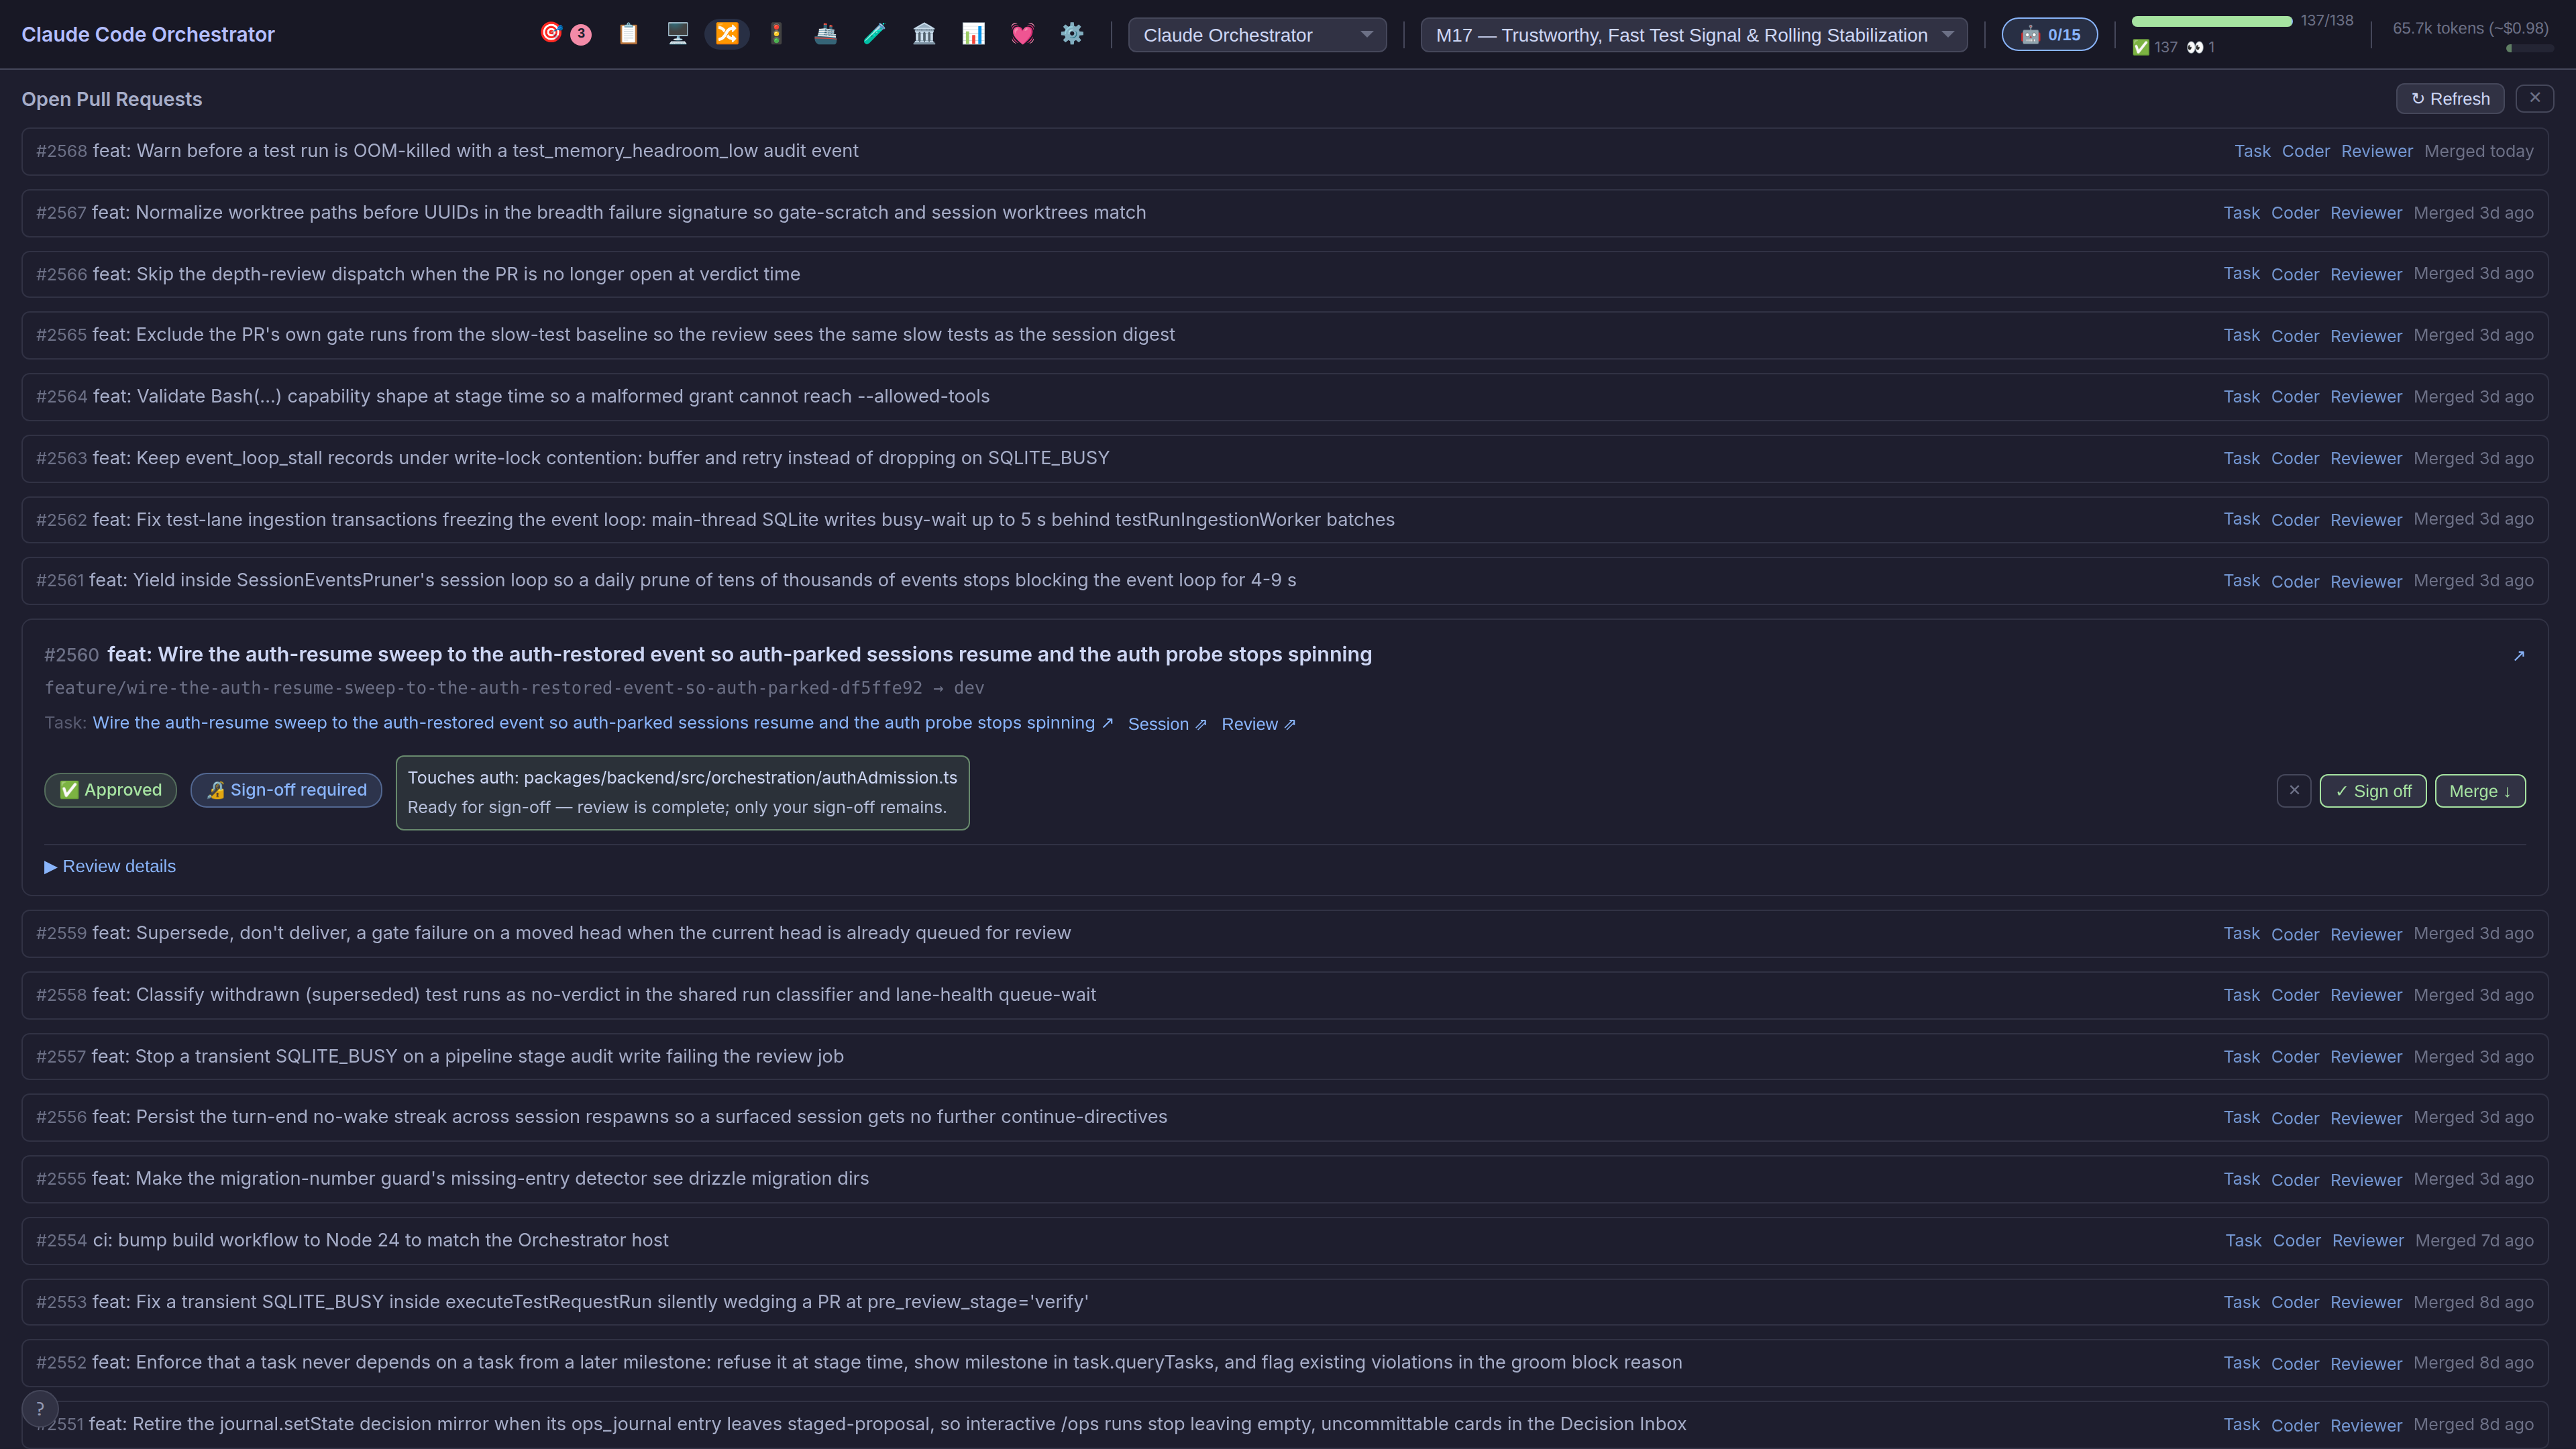 Claude Code Orchestrator
3
Claude Orchestrator
M17 — Trustworthy, Fast Test Signal & Rolling Stabilization
0/15
137/138
137 1
65.7k tokens (~$0.98)
Open Pull Requests
↻ Refresh ✕
#2568 feat: Warn before a test run is OOM-killed with a test_memory_headroom_low audit event Task Coder Reviewer Merged today
#2567 feat: Normalize worktree paths before UUIDs in the breadth failure signature so gate-scratch and session worktrees match Task Coder Reviewer Merged 3d ago
#2566 feat: Skip the depth-review dispatch when the PR is no longer open at verdict time Task Coder Reviewer Merged 3d ago
#2565 feat: Exclude the PR's own gate runs from the slow-test baseline so the review sees the same slow tests as the session digest Task Coder Reviewer Merged 3d ago
#2564 feat: Validate Bash(...) capability shape at stage time so a malformed grant cannot reach --allowed-tools Task Coder Reviewer Merged 3d ago
#2563 feat: Keep event_loop_stall records under write-lock contention: buffer and retry instead of dropping on SQLITE_BUSY Task Coder Reviewer Merged 3d ago
#2562 feat: Fix test-lane ingestion transactions freezing the event loop: main-thread SQLite writes busy-wait up to 5 s behind testRunIngestionWorker batches Task Coder Reviewer Merged 3d ago
#2561 feat: Yield inside SessionEventsPruner's session loop so a daily prune of tens of thousands of events stops blocking the event loop for 4-9 s Task Coder Reviewer Merged 3d ago
#2560 feat: Wire the auth-resume sweep to the auth-restored event so auth-parked sessions resume and the auth probe stops spinning ↗
feature/wire-the-auth-resume-sweep-to-the-auth-restored-event-so-auth-parked-df5ffe92 → dev
Task: Wire the auth-resume sweep to the auth-restored event so auth-parked sessions resume and the auth probe stops spinning ↗ Session ⇗ Review ⇗
✅ Approved 🔏 Sign-off required
Touches auth: packages/backend/src/orchestration/authAdmission.ts
Ready for sign-off — review is complete; only your sign-off remains.
✕ ✓ Sign off Merge ↓
▶ Review details
#2559 feat: Supersede, don't deliver, a gate failure on a moved head when the current head is already queued for review Task Coder Reviewer Merged 3d ago
#2558 feat: Classify withdrawn (superseded) test runs as no-verdict in the shared run classifier and lane-health queue-wait Task Coder Reviewer Merged 3d ago
#2557 feat: Stop a transient SQLITE_BUSY on a pipeline stage audit write failing the review job Task Coder Reviewer Merged 3d ago
#2556 feat: Persist the turn-end no-wake streak across session respawns so a surfaced session gets no further continue-directives Task Coder Reviewer Merged 3d ago
#2555 feat: Make the migration-number guard's missing-entry detector see drizzle migration dirs Task Coder Reviewer Merged 3d ago
#2554 ci: bump build workflow to Node 24 to match the Orchestrator host Task Coder Reviewer Merged 7d ago
#2553 feat: Fix a transient SQLITE_BUSY inside executeTestRequestRun silently wedging a PR at pre_review_stage='verify' Task Coder Reviewer Merged 8d ago
#2552 feat: Enforce that a task never depends on a task from a later milestone: refuse it at stage time, show milestone in task.queryTasks, and flag existing violations in the groom block reason Task Coder Reviewer Merged 8d ago
?
#2551 feat: Retire the journal.setState decision mirror when its ops_journal entry leaves staged-proposal, so interactive /ops runs stop leaving empty, uncommittable cards in the Decision Inbox Task Coder Reviewer Merged 8d ago